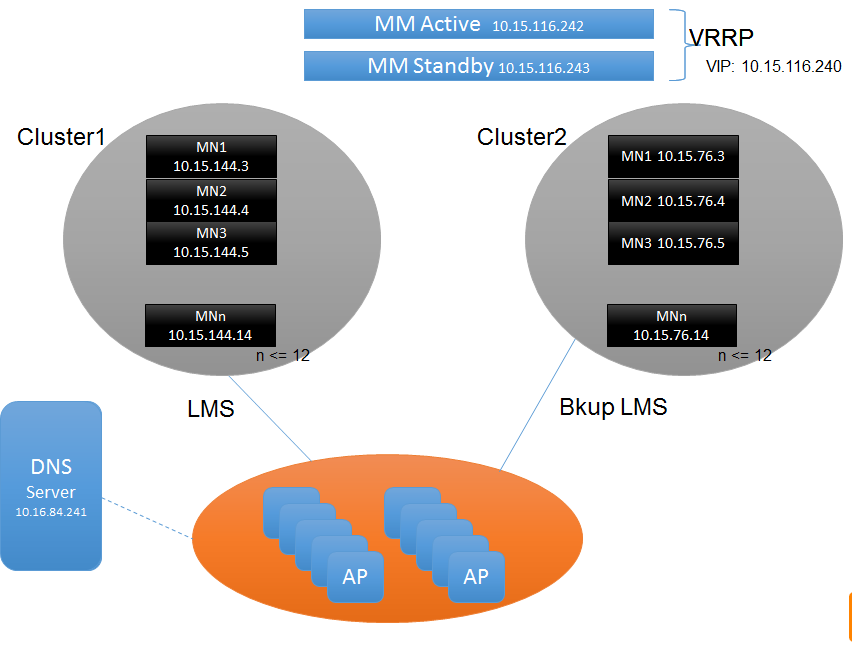 MM Active 10.15.116.242
MM Standby 10.15.116.243
VRRP
VIP: 10.15.116.240
Cluster1
MN1
10.15.144.3
MN2
10.15.144.4
MN3
10.15.144.5
MNn
10.15.144.14
n <= 12
Cluster2
MN1 10.15.76.3
MN2 10.15.76.4
MN3 10.15.76.5
MNn
10.15.76.14
n <= 12
LMS
Bkup LMS
DNS
Server
10.16.84.241
AP
AP